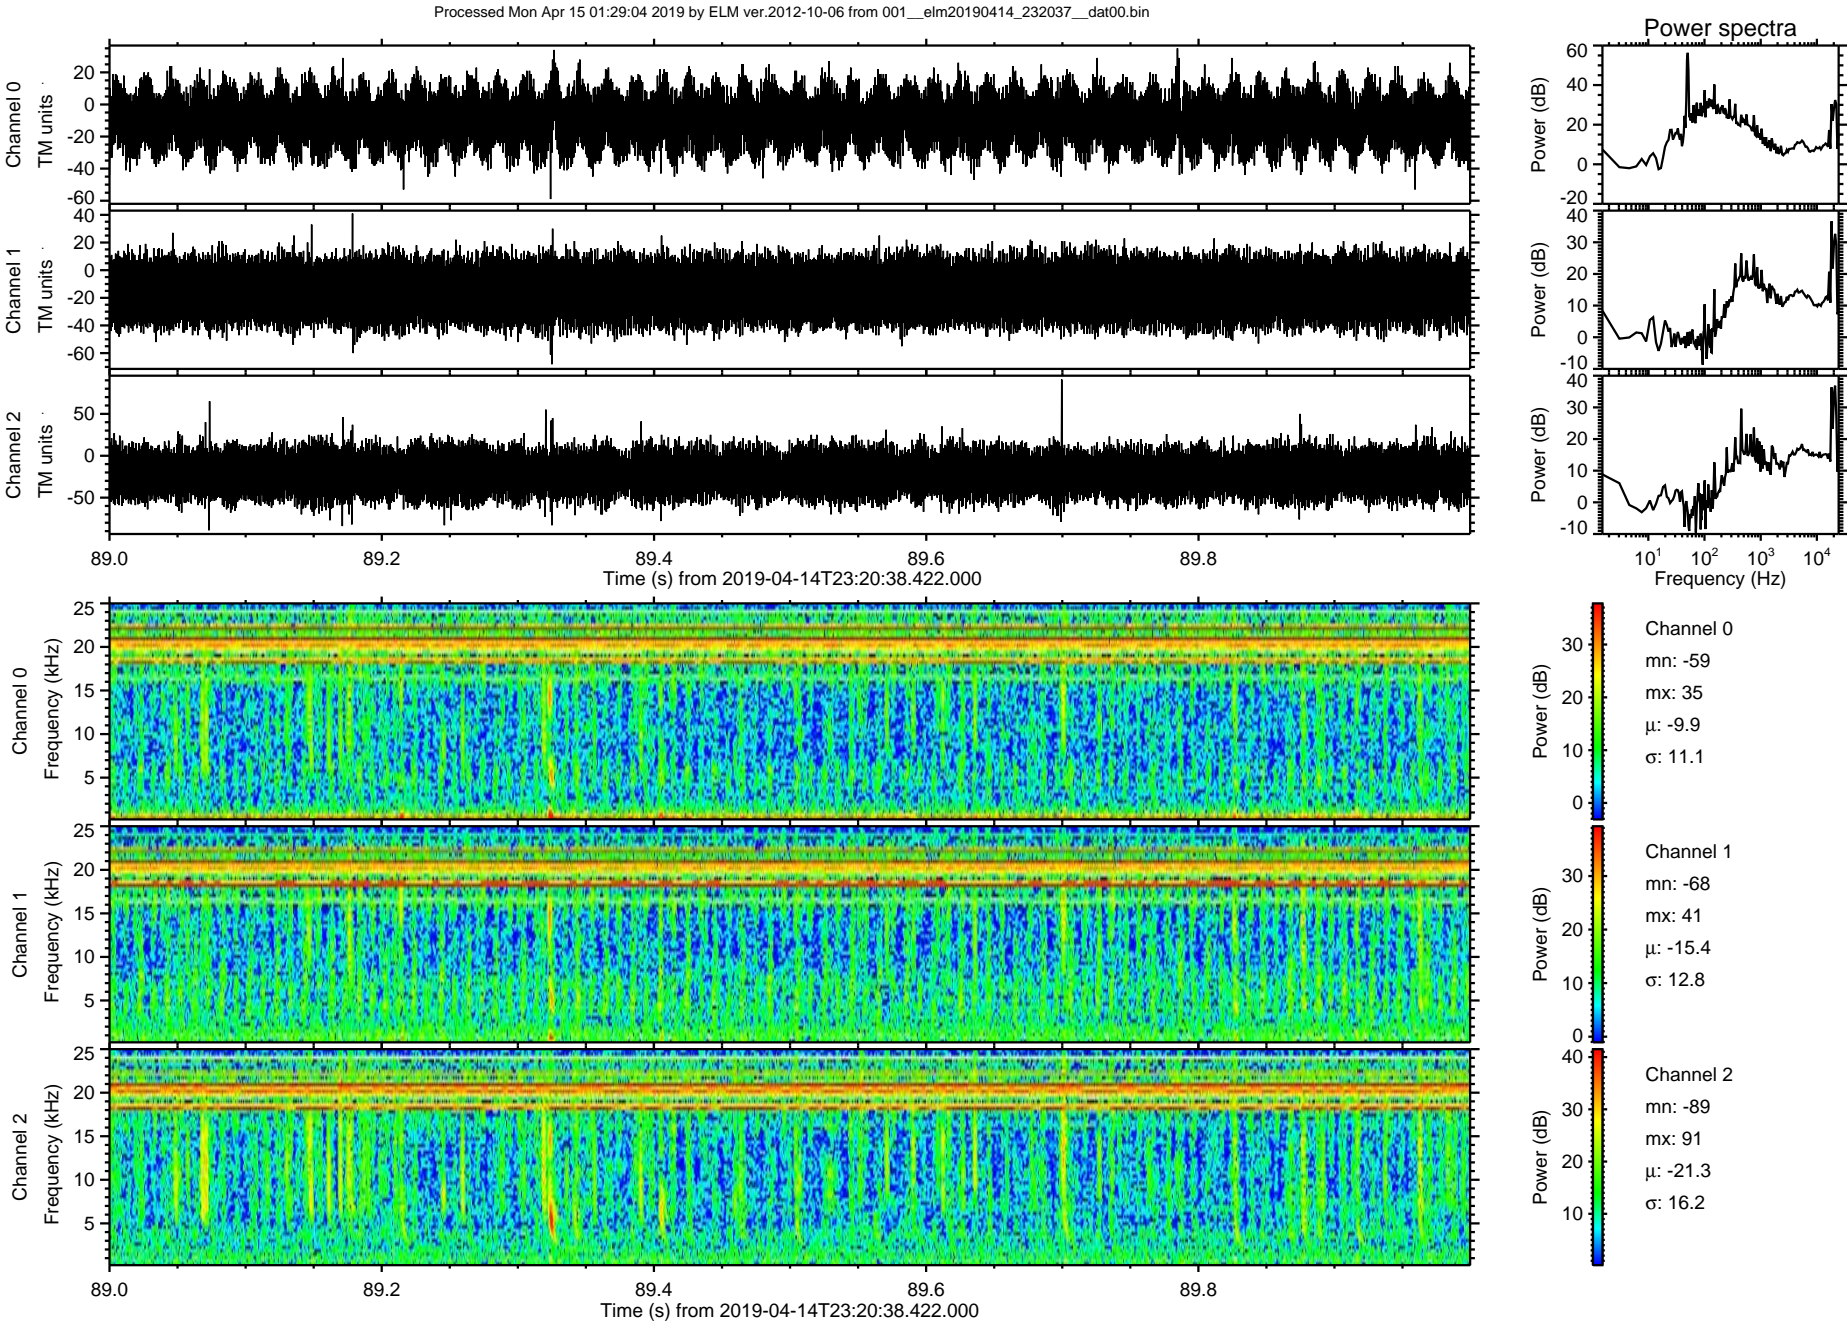 Processed Mon Apr 15 01:29:04 2019 by ELM ver.2012-10-06 from 001__elm20190414_232037__dat00.bin
Power spectra
Channel 0
TM units
20
0
-20
-40
-60
Power (dB)
60
40
20
0
-20
Channel 1
TM units
40
20
0
-20
-40
-60
Power (dB)
40
30
20
10
0
-10
Channel 2
TM units
50
0
-50
Power (dB)
40
30
20
10
0
-10
89.0 89.2 89.4 89.6 89.8
Time (s) from 2019-04-14T23:20:38.422.000
10^1 10^2 10^3 10^4
Frequency (Hz)
Channel 0
Frequency (kHz)
25
20
15
10
5
Power (dB)
30
20
10
0
Channel 0
mn: -59
mx: 35
μ: -9.9
σ: 11.1
Channel 1
Frequency (kHz)
25
20
15
10
5
Power (dB)
30
20
10
0
Channel 1
mn: -68
mx: 41
μ: -15.4
σ: 12.8
Channel 2
Frequency (kHz)
25
20
15
10
5
Power (dB)
40
30
20
10
Channel 2
mn: -89
mx: 91
μ: -21.3
σ: 16.2
89.0 89.2 89.4 89.6 89.8
Time (s) from 2019-04-14T23:20:38.422.000